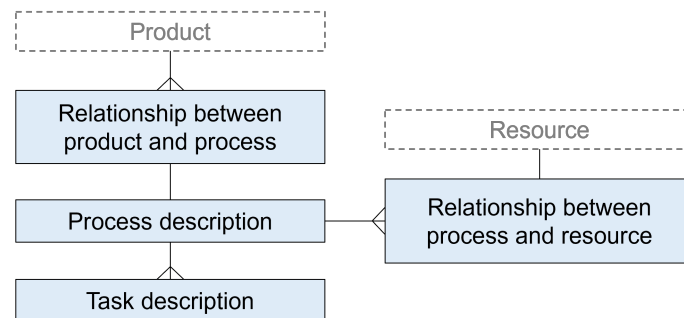 Product
Relationship between
product and process
Resource
Process description
Relationship between
process and resource
Task description